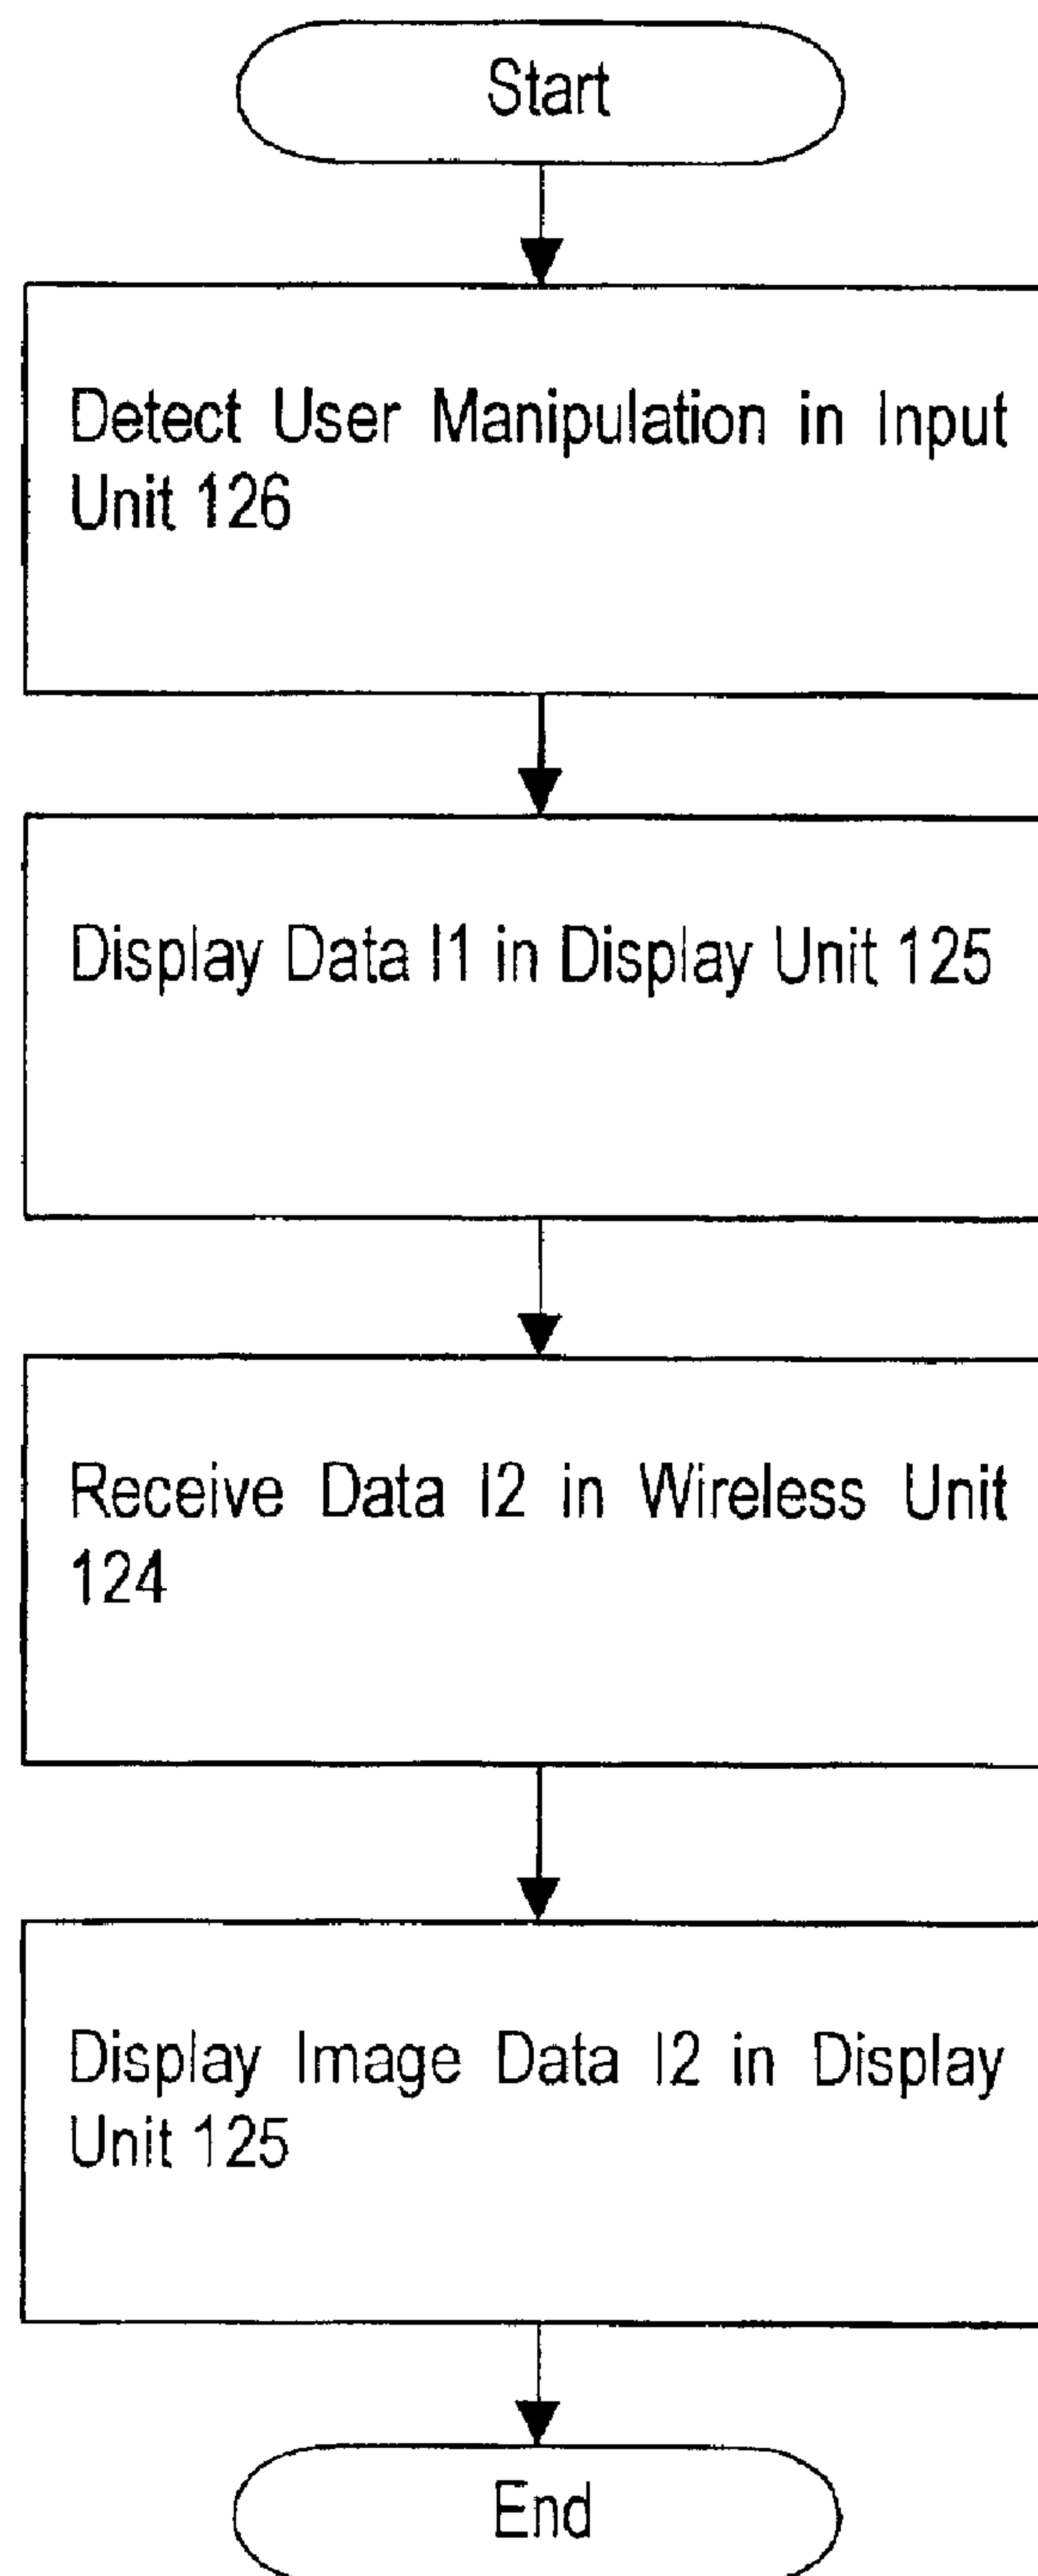 Start
Detect User Manipulation in Input
Unit 126
Display Data I1 in Display Unit 125
Receive Data I2 in Wireless Unit
124
Display Image Data I2 in Display
Unit 125
End